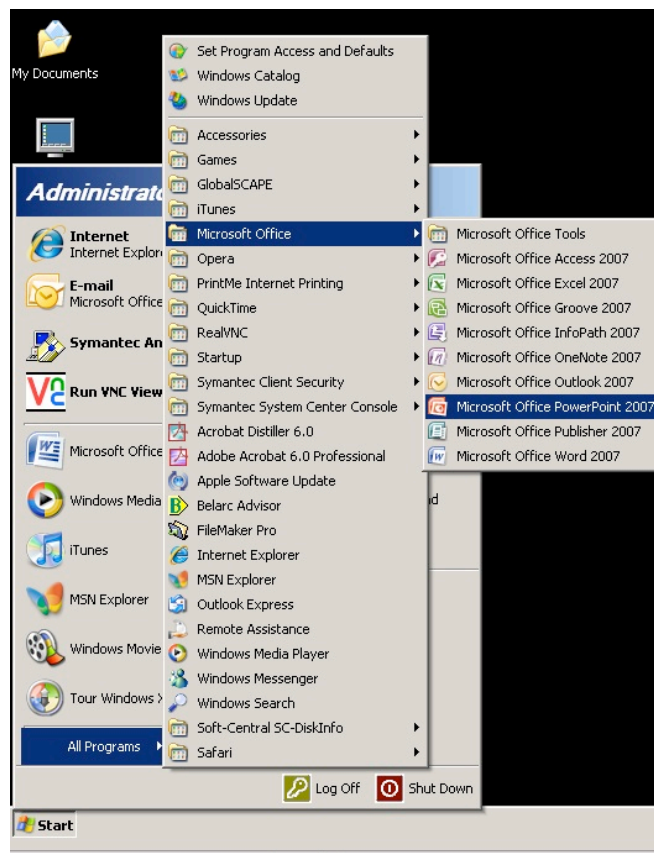 My Documents
Set Program Access and Defaults
Windows Catalog
Windows Update
Accessories
Games
GlobalSCAPE
iTunes
Microsoft Office
Opera
PrintMe Internet Printing
QuickTime
RealVNC
Startup
Symantec Client Security
Symantec System Center Console
Acrobat Distiller 6.0
Adobe Acrobat 6.0 Professional
Apple Software Update
Belarc Advisor
FileMaker Pro
Internet Explorer
MSN Explorer
Outlook Express
Remote Assistance
Windows Media Player
Windows Messenger
Windows Search
Soft-Central SC-DiskInfo
Safari
Microsoft Office Tools
Microsoft Office Access 2007
Microsoft Office Excel 2007
Microsoft Office Groove 2007
Microsoft Office InfoPath 2007
Microsoft Office OneNote 2007
Microsoft Office Outlook 2007
Microsoft Office PowerPoint 2007
Microsoft Office Publisher 2007
Microsoft Office Word 2007
Administrato
Internet
Internet Explor
E-mail
Microsoft Office
Symantec An
Run VNC View
Microsoft Office
Windows Media
iTunes
MSN Explorer
Windows Movie
Tour Windows X
All Programs
Log Off
Shut Down
Start